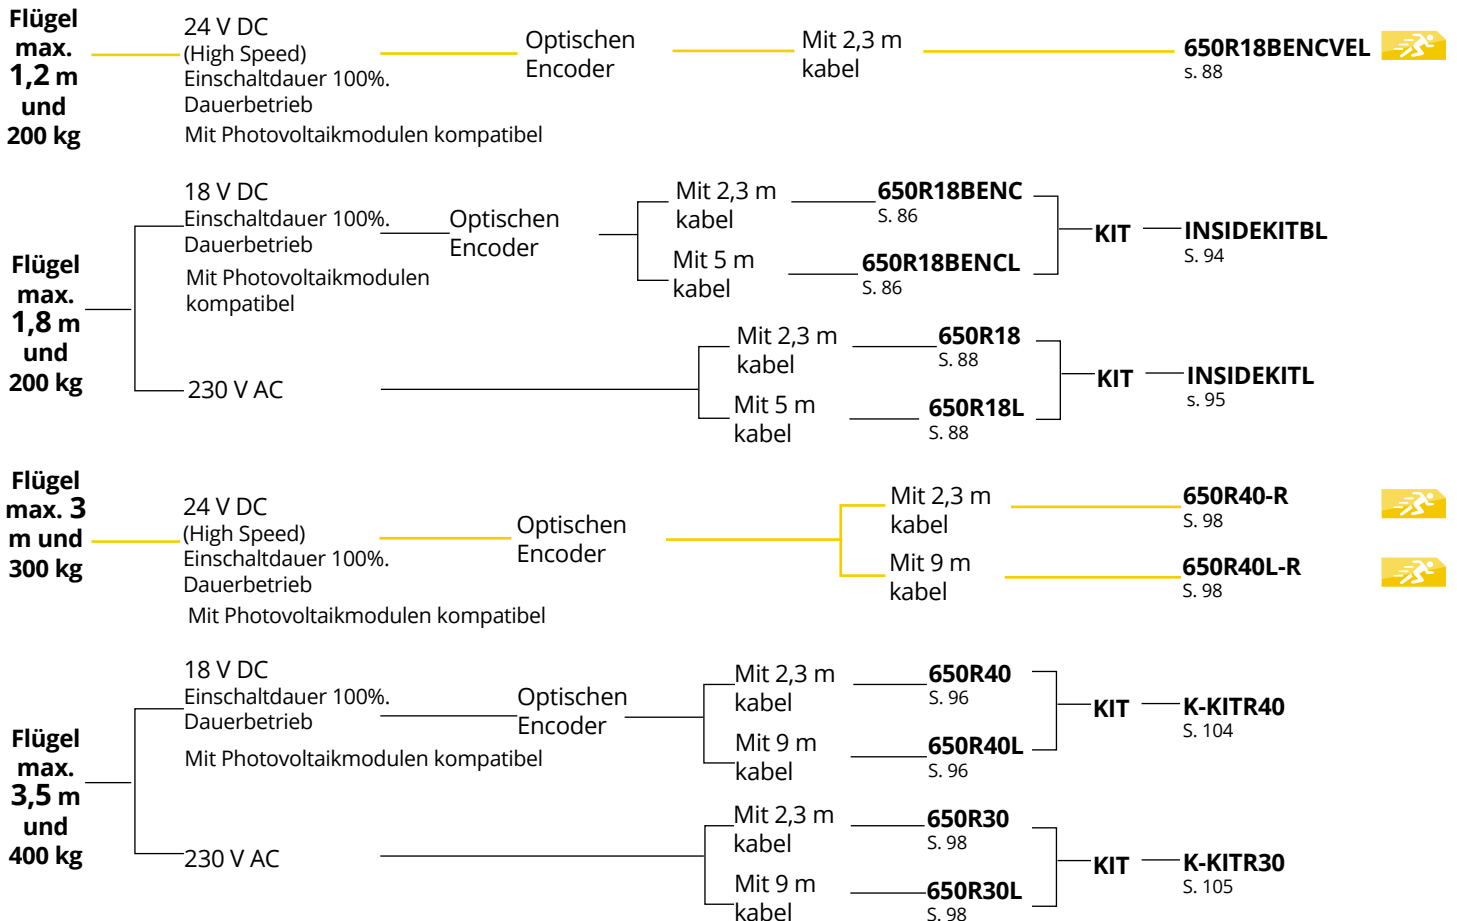 Flügel
max.
1,2 m
und
200 kg
24 V DC
(High Speed)
Einschaltdauer 100%.
Dauerbetrieb
Mit Photovoltaikmodulen kompatibel
Optischen
Encoder
Mit 2,3 m
kabel
650R18BENCVEL
s. 88
Flügel
max.
1,8 m
und
200 kg
18 V DC
Einschaltdauer 100%.
Dauerbetrieb
Mit Photovoltaikmodulen
kompatibel
Optischen
Encoder
Mit 2,3 m
kabel
650R18BENC
S. 86
Mit 5 m
kabel
650R18BENCL
S. 86
KIT
INSIDEKITBL
S. 94
230 V AC
Mit 2,3 m
kabel
650R18
S. 88
Mit 5 m
kabel
650R18L
S. 88
KIT
INSIDEKITL
s. 95
Flügel
max. 3
m und
300 kg
24 V DC
(High Speed)
Einschaltdauer 100%.
Dauerbetrieb
Mit Photovoltaikmodulen kompatibel
Optischen
Encoder
Mit 2,3 m
kabel
650R40-R
S. 98
Mit 9 m
kabel
650R40L-R
S. 98
Flügel
max.
3,5 m
und
400 kg
18 V DC
Einschaltdauer 100%.
Dauerbetrieb
Mit Photovoltaikmodulen kompatibel
Optischen
Encoder
Mit 2,3 m
kabel
650R40
S. 96
Mit 9 m
kabel
650R40L
S. 96
KIT
K-KITR40
S. 104
230 V AC
Mit 2,3 m
kabel
650R30
S. 98
Mit 9 m
kabel
650R30L
S. 98
KIT
K-KITR30
S. 105